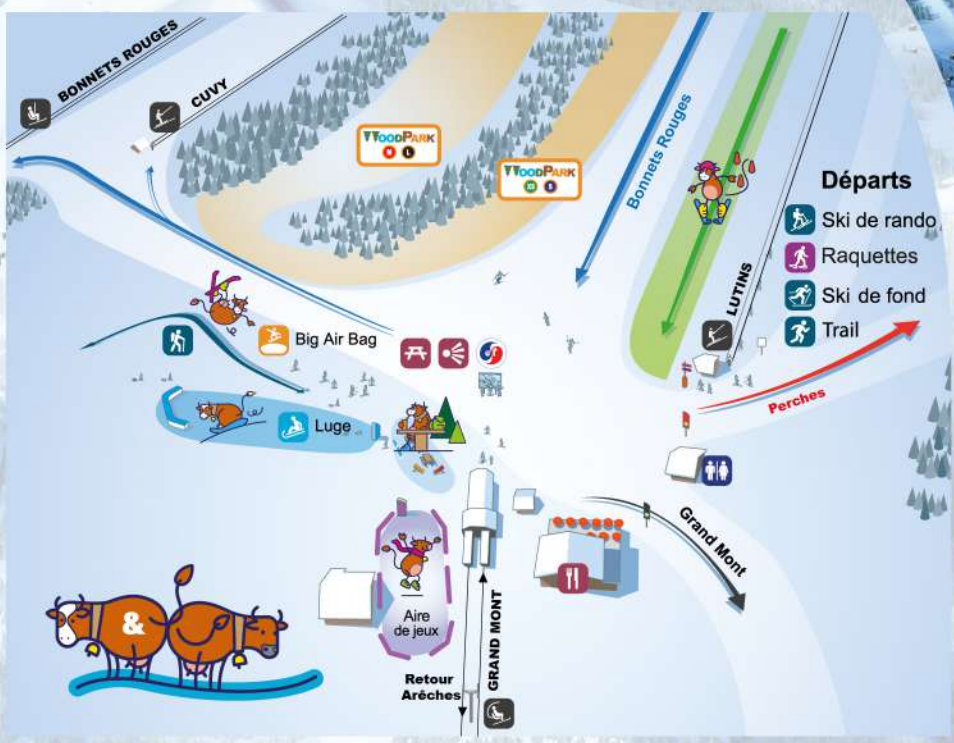 BONNETS ROUGES
CUVY
WOODPARK
M L
WOODPARK
XS S
Bonnets Rouges
Départs
Ski de rando
Raquettes
Ski de fond
Trail
LUTINS
Perches
Big Air Bag
Luge
Grand Mont
Aire
de jeux
GRAND MONT
Retour
Arêches
&